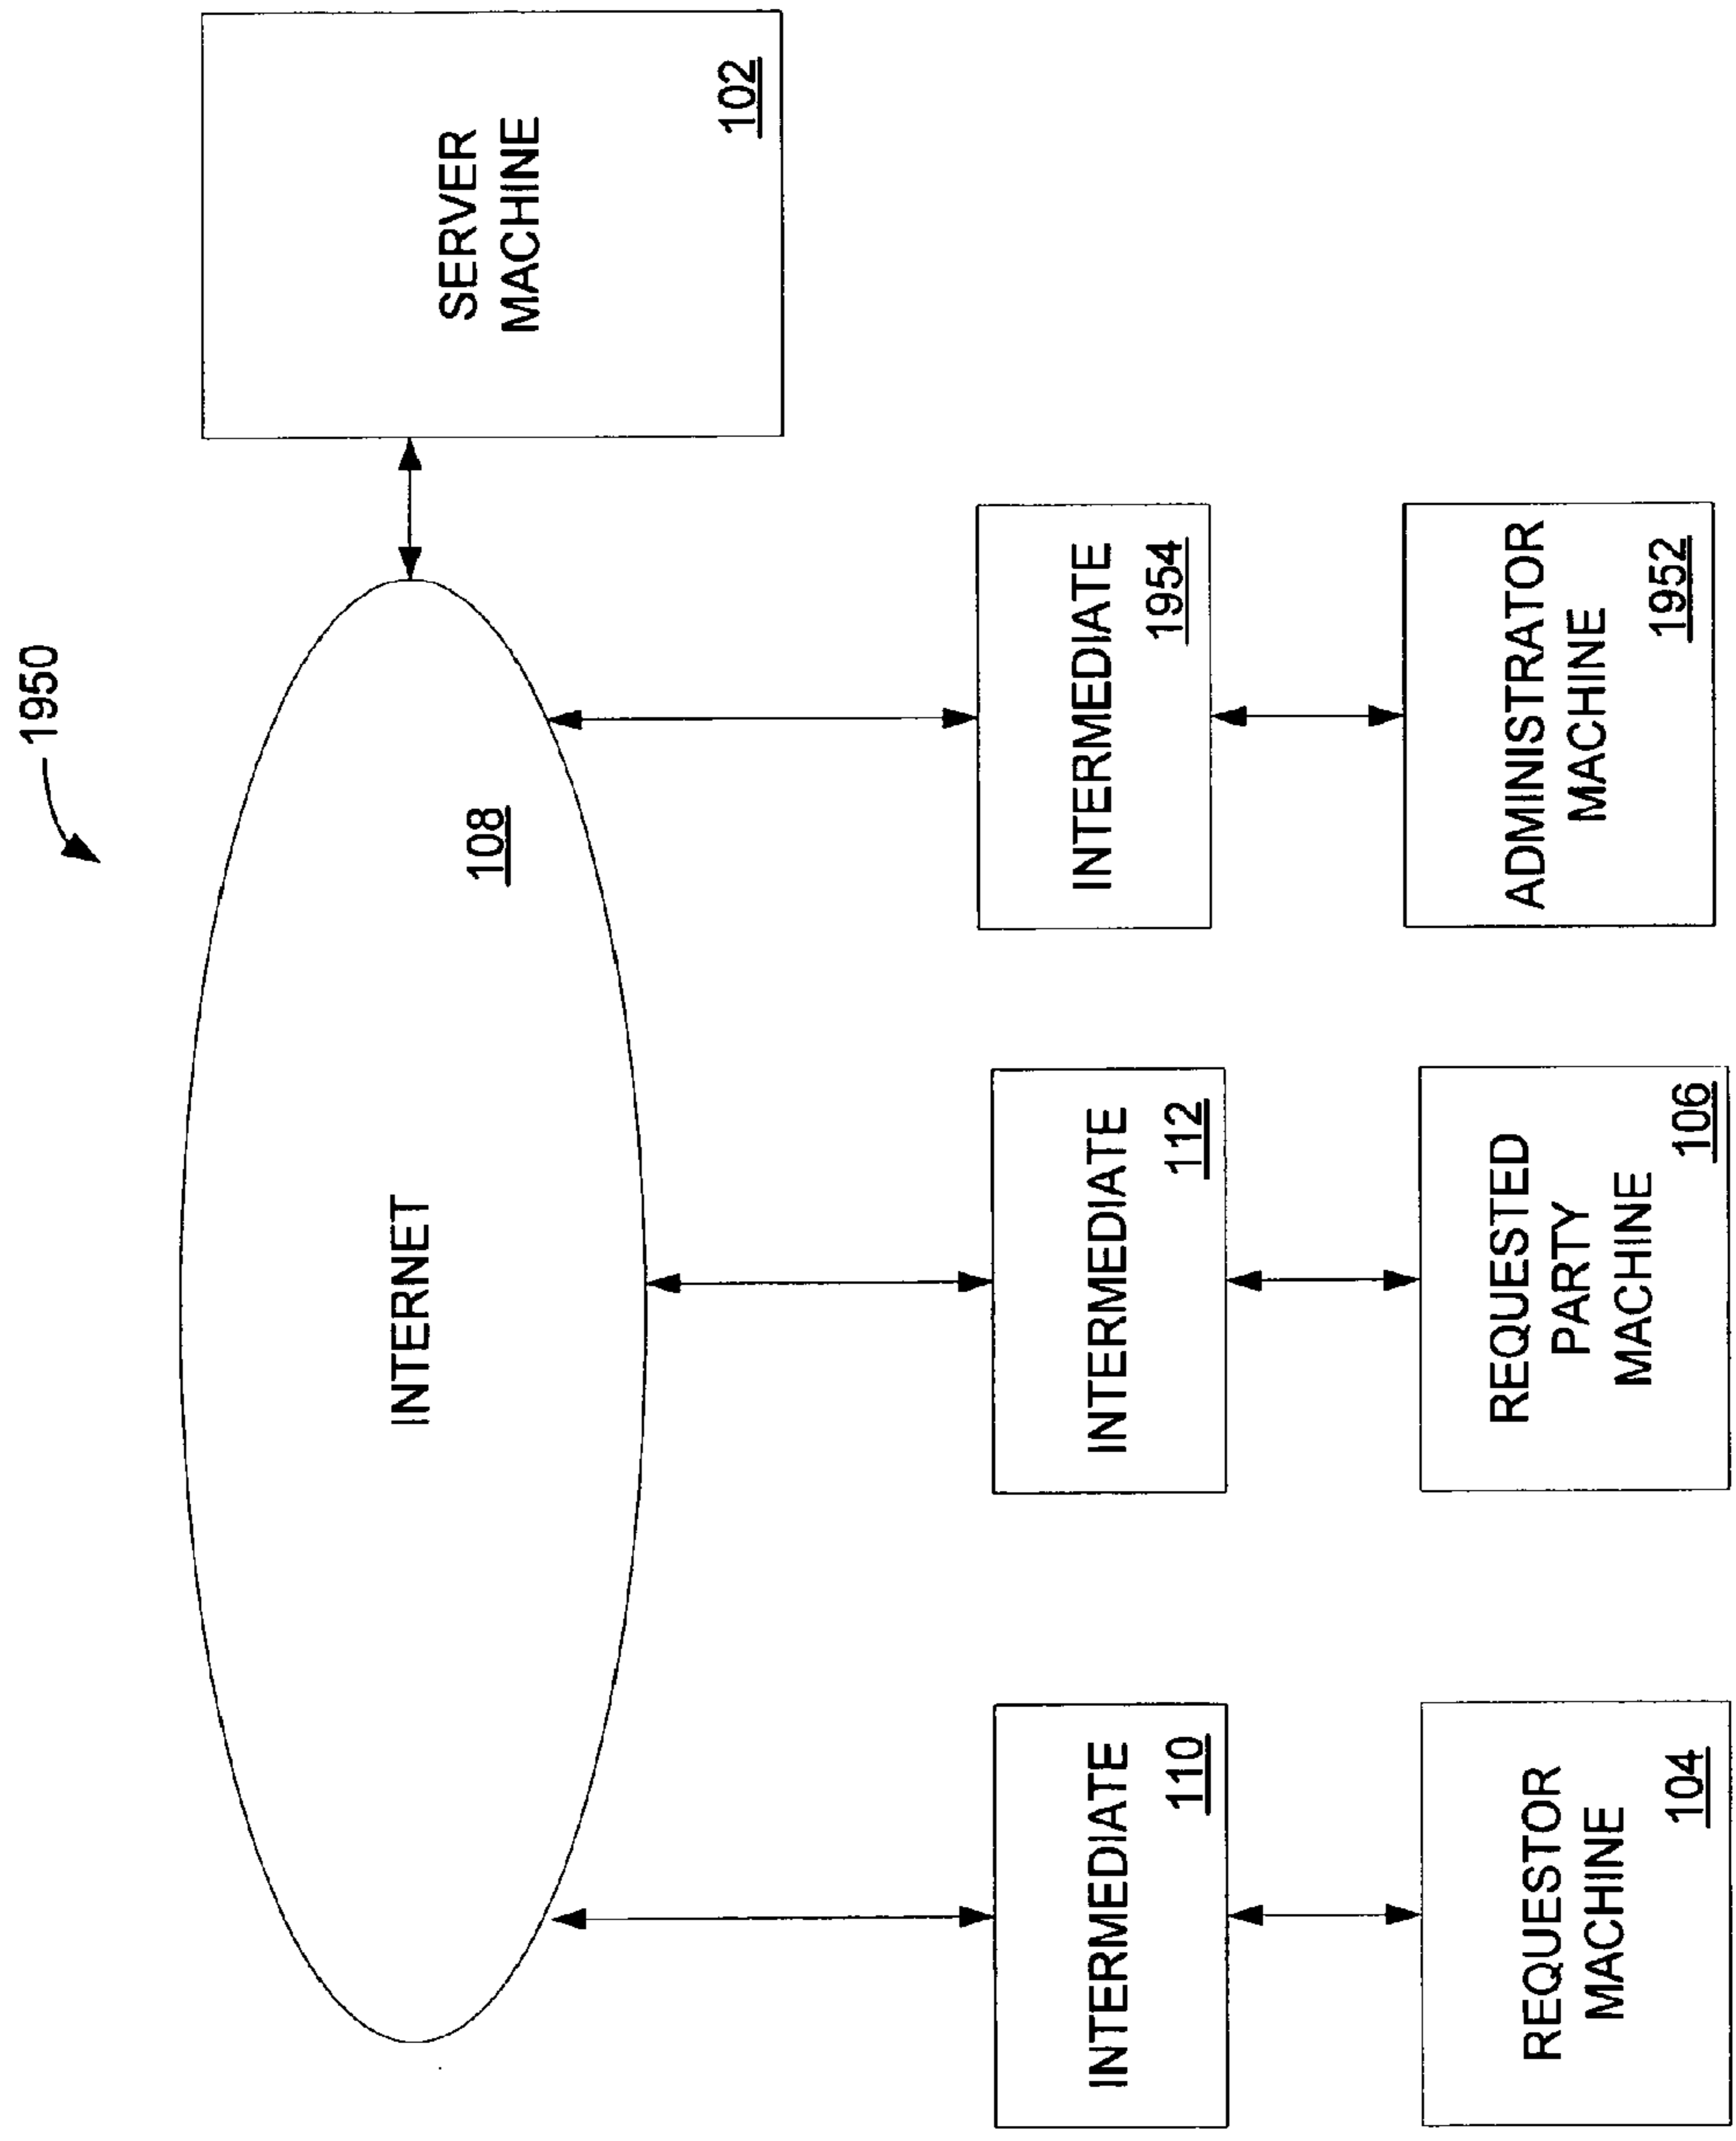 1950
INTERNET
108
SERVER
MACHINE
102
INTERMEDIATE
110
INTERMEDIATE
112
INTERMEDIATE
1954
REQUESTOR
MACHINE
104
REQUESTED
PARTY
MACHINE
106
ADMINISTRATOR
MACHINE
1952